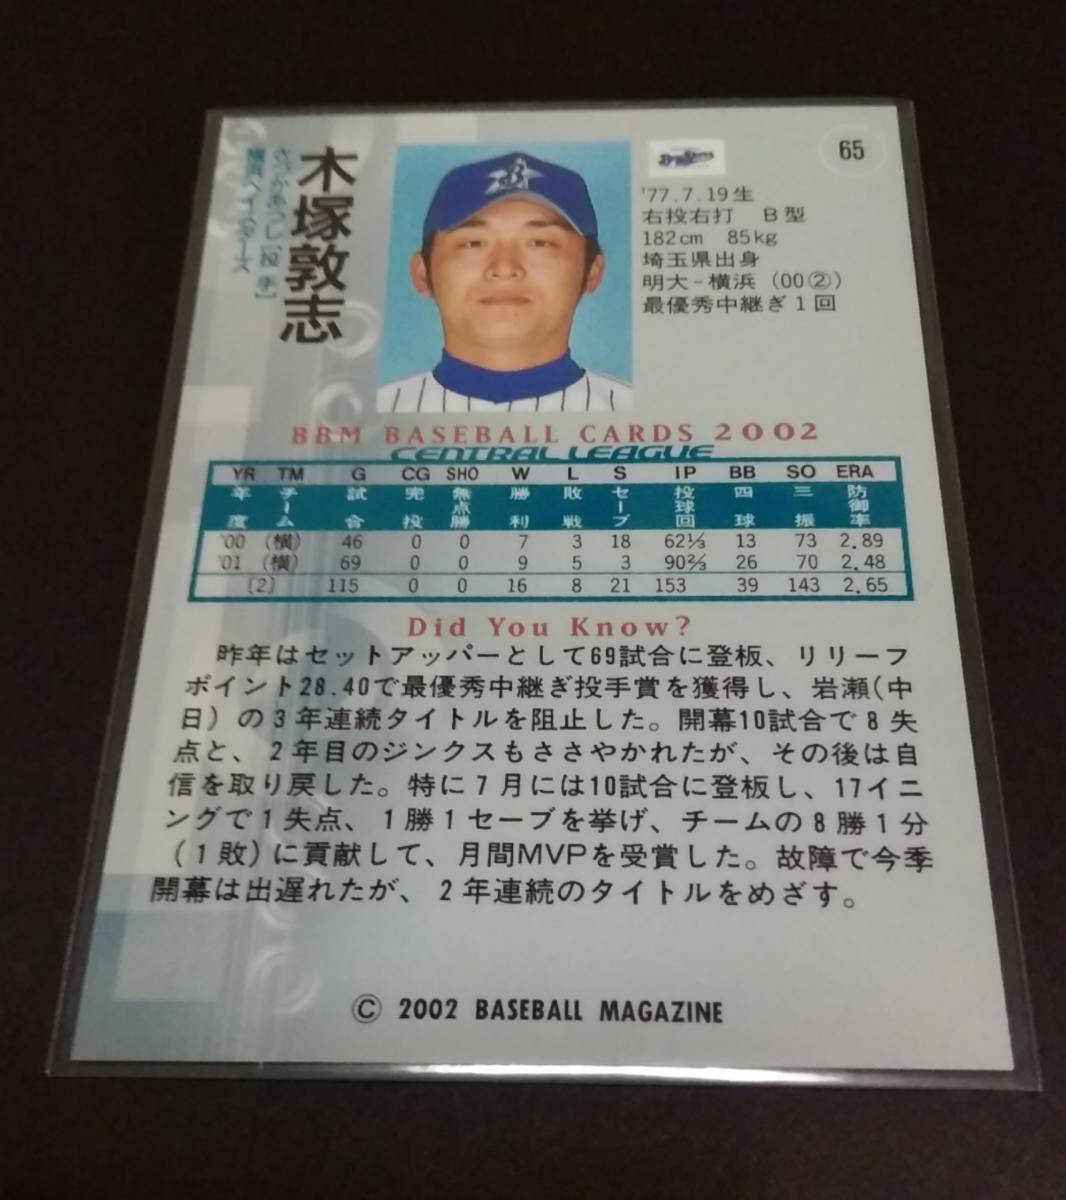 65
木塚敦志
きづかあつし［投手］
横浜ベイスターズ
'77.7.19生
右投右打 B型
182cm 85kg
埼玉県出身
明大－横浜（00②）
最優秀中継ぎ1回
BBM BASEBALL CARDS 2002
CENTRAL LEAGUE
YR TM G CG SHO W L S IP BB SO ERA
年度 チーム 試合 完投 無点勝 勝利 敗戦 セーブ 投球回 四球 三振 防御率
'00 （横） 46 0 0 7 3 18 62⅓ 13 73 2.89
'01 （横） 69 0 0 9 5 3 90⅔ 26 70 2.48
［2］ 115 0 0 16 8 21 153 39 143 2.65
Did You Know?
昨年はセットアッパーとして69試合に登板、リリーフ
ポイント28.40で最優秀中継ぎ投手賞を獲得し、岩瀬（中
日）の3年連続タイトルを阻止した。開幕10試合で8失
点と、2年目のジンクスもささやかれたが、その後は自
信を取り戻した。特に7月には10試合に登板し、17イニ
ングで1失点、1勝1セーブを挙げ、チームの8勝1分
（1敗）に貢献して、月間MVPを受賞した。故障で今季
開幕は出遅れたが、2年連続のタイトルをめざす。
© 2002 BASEBALL MAGAZINE